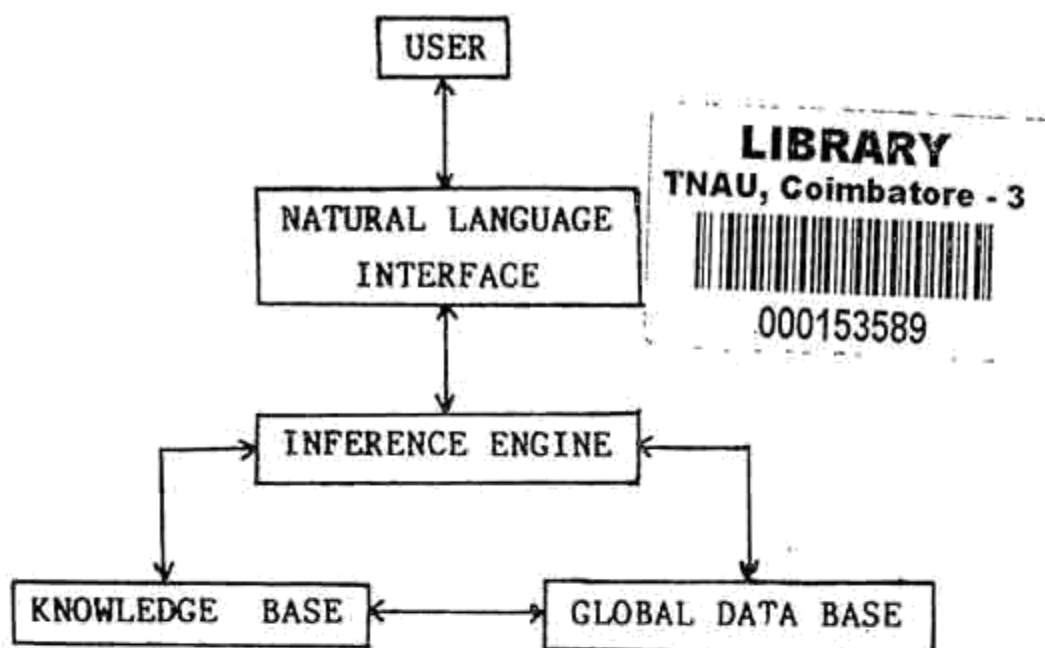 USER
LIBRARY
TNAU, Coimbatore - 3
000153589
NATURAL LANGUAGE
INTERFACE
INFERENCE ENGINE
KNOWLEDGE BASE
GLOBAL DATA BASE